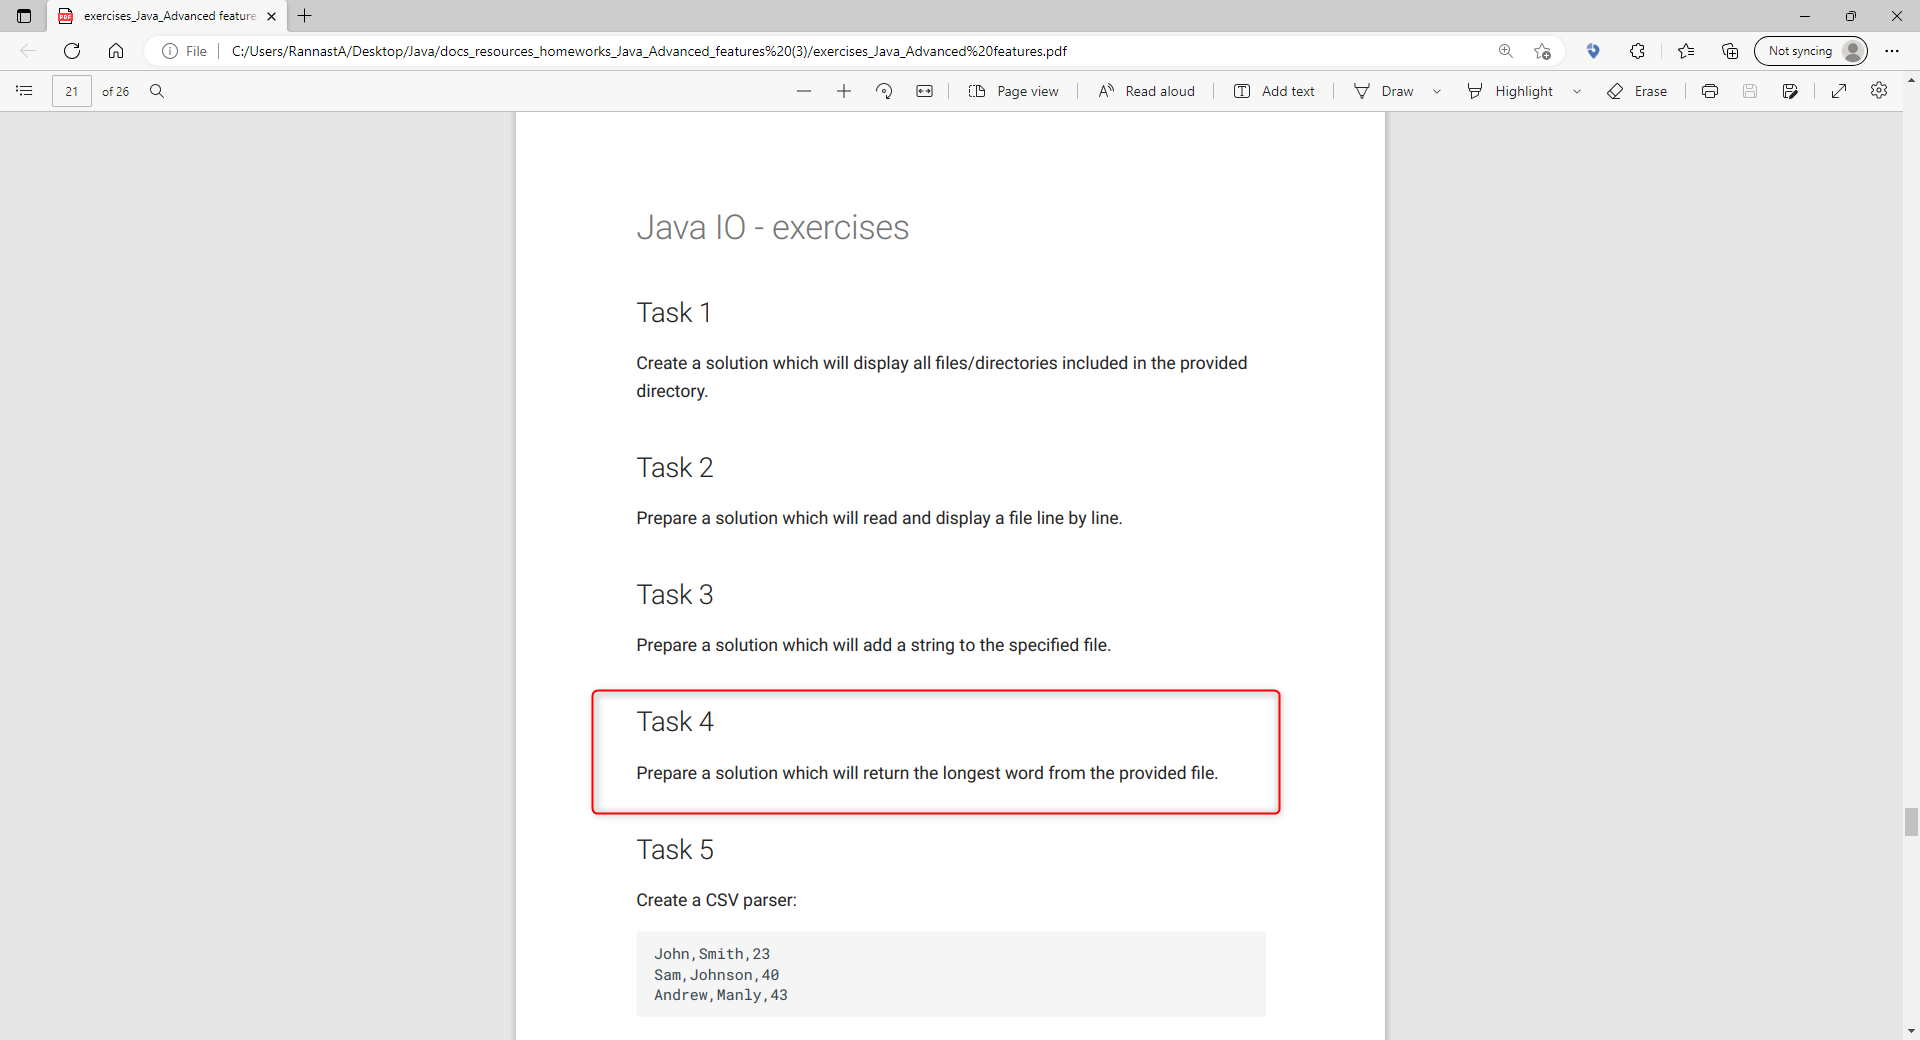 exercises_Java_Advanced feature
File
C:/Users/RannastA/Desktop/Java/docs_resources_homeworks_Java_Advanced_features%20(3)/exercises_Java_Advanced%20features.pdf
Not syncing
21 of 26
Page view
Read aloud
Add text
Draw
Highlight
Erase
Java IO - exercises
Task 1
Create a solution which will display all files/directories included in the provided
directory.
Task 2
Prepare a solution which will read and display a file line by line.
Task 3
Prepare a solution which will add a string to the specified file.
Task 4
Prepare a solution which will return the longest word from the provided file.
Task 5
Create a CSV parser:
John,Smith,23
Sam,Johnson,40
Andrew,Manly,43